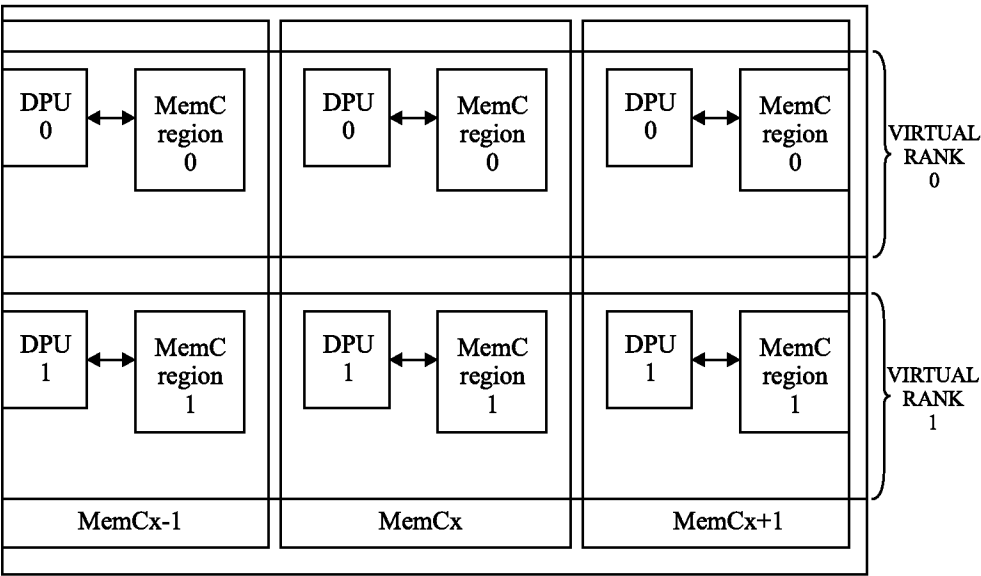 DPU
0
MemC
region
0
DPU
0
MemC
region
0
DPU
0
MemC
region
0
VIRTUAL
RANK
0
DPU
1
MemC
region
1
DPU
1
MemC
region
1
DPU
1
MemC
region
1
VIRTUAL
RANK
1
MemCx-1
MemCx
MemCx+1